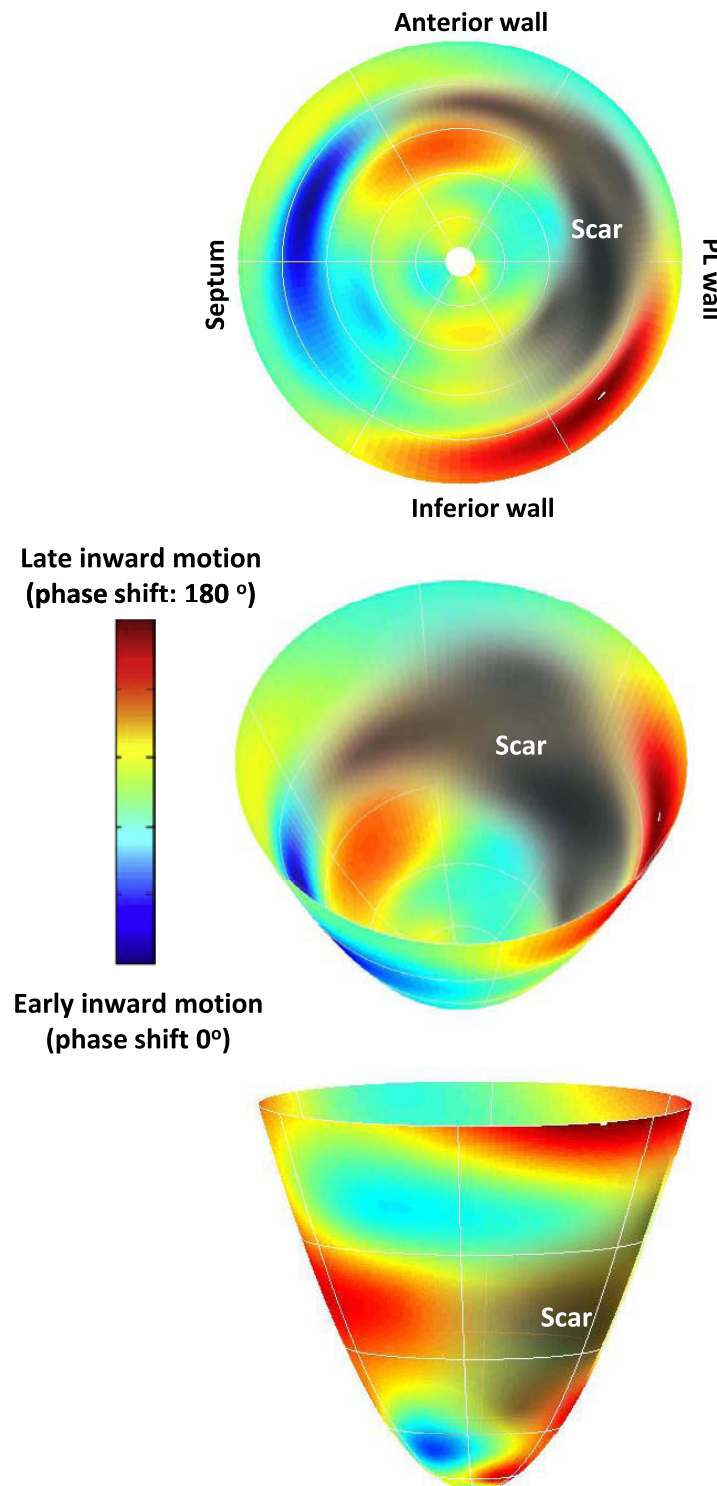 Anterior wall
Septum
Scar
PL wall
Inferior wall
Late inward motion
(phase shift: 180 º)
Scar
Early inward motion
(phase shift 0º)
Scar